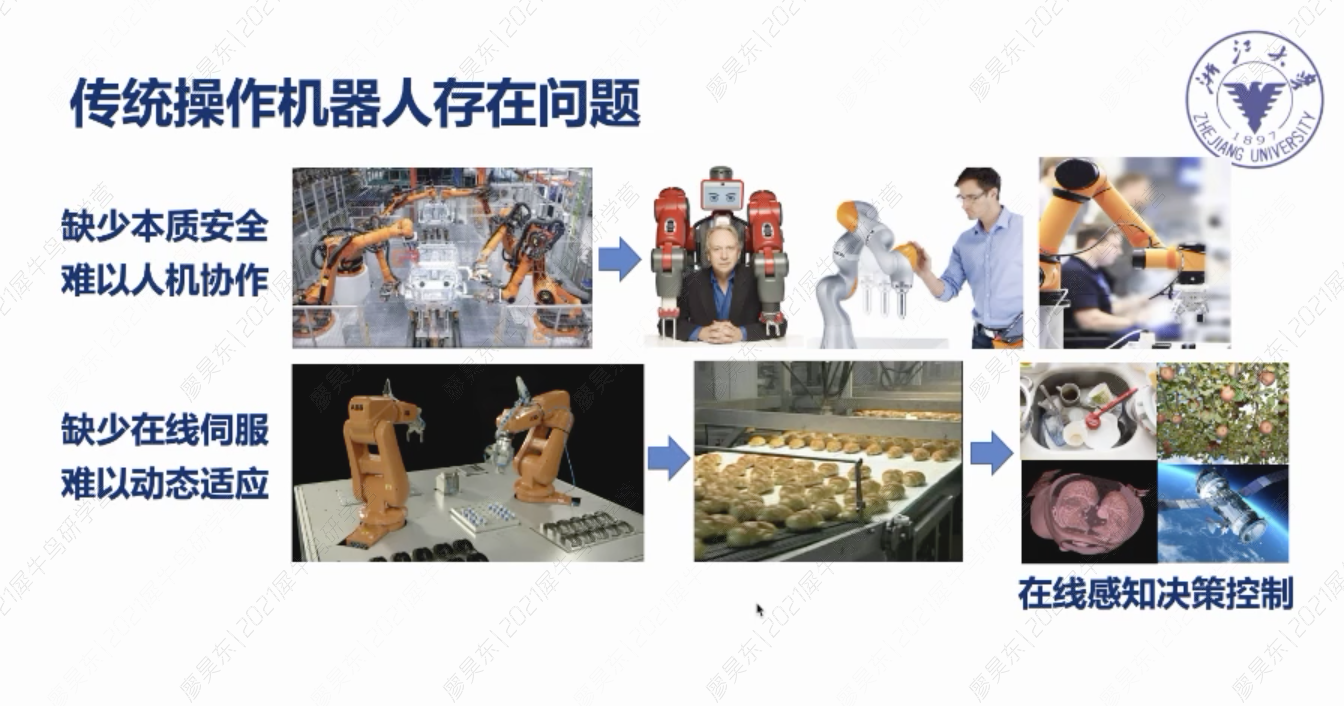 传统操作机器人存在问题
浙江大学
ZHEJIANG UNIVERSITY
1897
缺少本质安全
难以人机协作
缺少在线伺服
难以动态适应
ABB
在线感知决策控制
廖昊东|2021犀牛鸟研学营